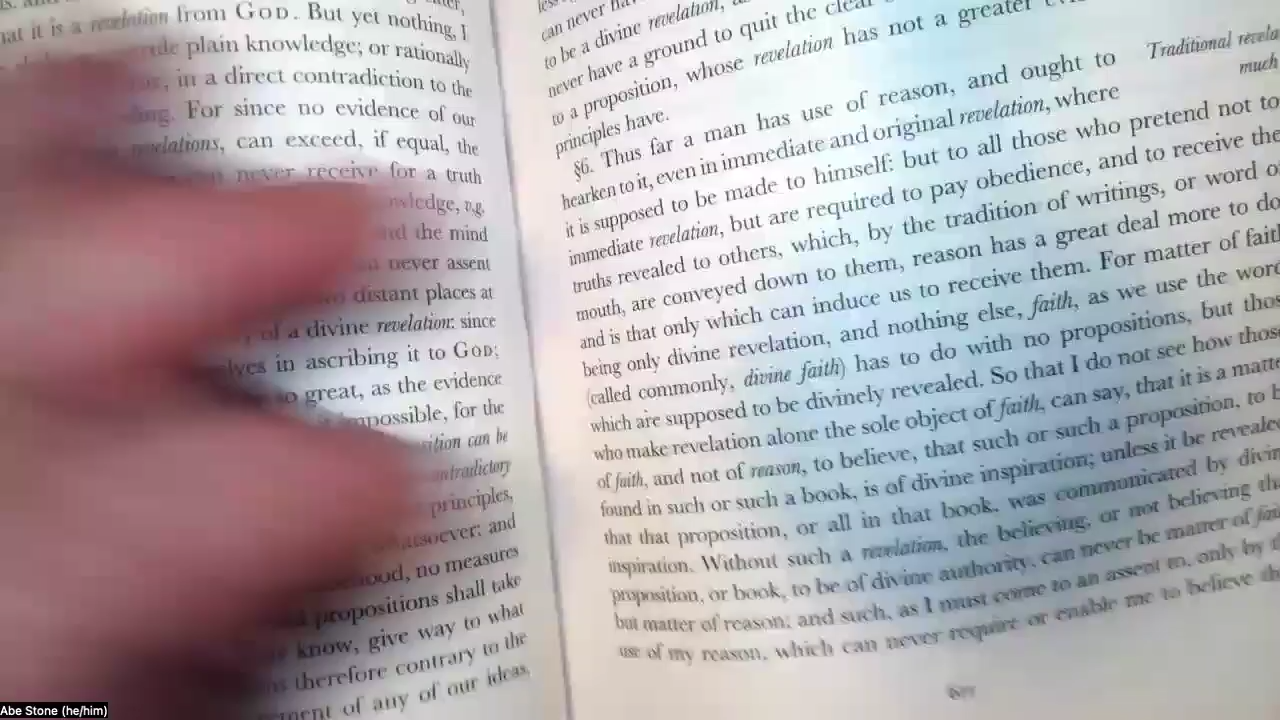 that it is a revelation from GOD. But yet nothing, I
plain knowledge; or rationally
in a direct contradiction to the
For since no evidence of our
revelations, can exceed, if equal, the
never receive for a truth
knowledge, v.g.
and the mind
never assent
distant places at
of a divine revelation: since
in ascribing it to GOD;
so great, as the evidence
impossible, for the
can be
contradictory
principles,
whatsoever: and
no measures
propositions shall take
know, give way to what
therefore contrary to the
of any of our ideas,
can never
to be a divine revelation,
never have a ground to quit the clear
to a proposition, whose revelation has not a greater
principles have.
§6. Thus far a man has use of reason, and ought to
hearken to it, even in immediate and original revelation, where
it is supposed to be made to himself: but to all those who pretend not to
immediate revelation, but are required to pay obedience, and to receive the
truths revealed to others, which, by the tradition of writings, or word o
mouth, are conveyed down to them, reason has a great deal more to do
and is that only which can induce us to receive them. For matter of fait
being only divine revelation, and nothing else, faith, as we use the word
(called commonly, divine faith) has to do with no propositions, but thos
which are supposed to be divinely revealed. So that I do not see how thos
who make revelation alone the sole object of faith, can say, that it is a matte
of faith, and not of reason, to believe, that such or such a proposition, to b
found in such or such a book, is of divine inspiration; unless it be reveale
that that proposition, or all in that book, was communicated by divin
inspiration. Without such a revelation, the believing, or not believing tha
proposition, or book, to be of divine authority, can never be matter of fait
but matter of reason; and such, as I must come to an assent to, only by t
use of my reason, which can never require or enable me to believe tha
Traditional revela
much
Abe Stone (he/him)